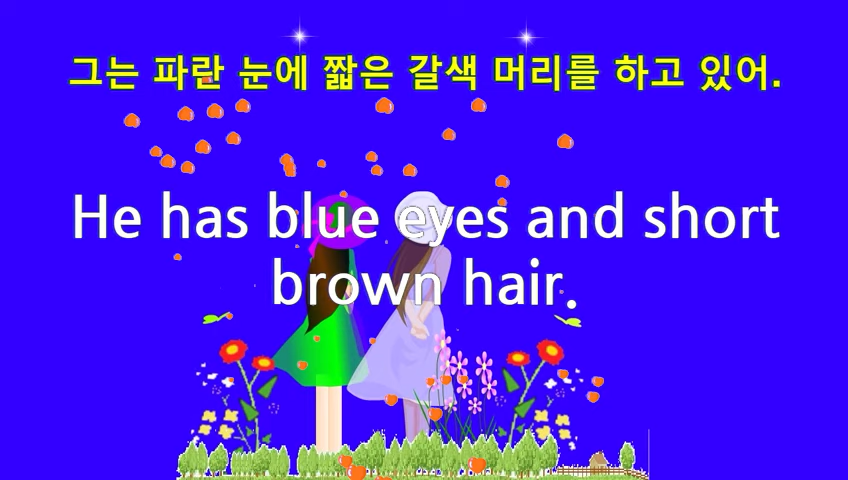 그는 파란 눈에 짧은 갈색 머리를 하고 있어.
He has blue eyes and short
brown hair.